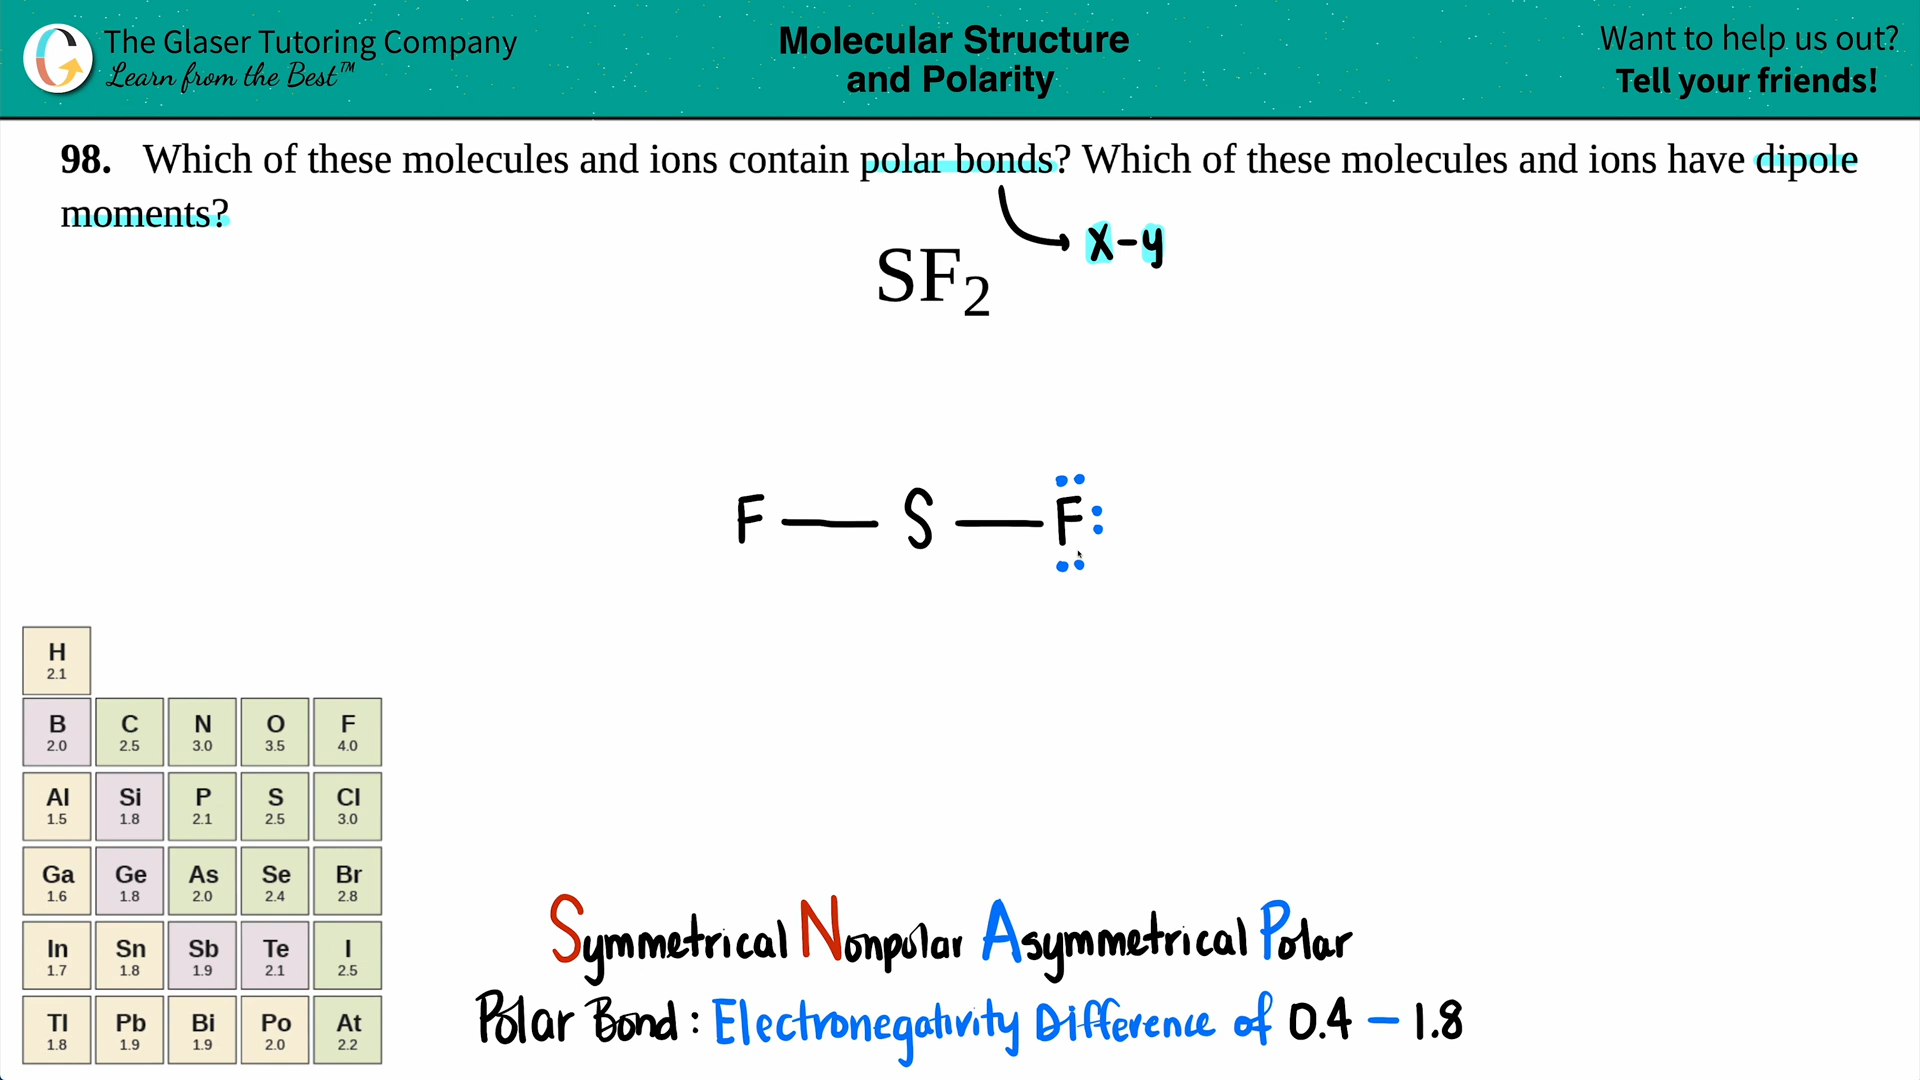 The Glaser Tutoring Company
Learn from the Best™
Molecular Structure
and Polarity
Want to help us out?
Tell your friends!
98. Which of these molecules and ions contain polar bonds? Which of these molecules and ions have dipole
moments?
x-y
SF₂
F — S — F
H
2.1
B C N O F
2.0 2.5 3.0 3.5 4.0
Al Si P S Cl
1.5 1.8 2.1 2.5 3.0
Ga Ge As Se Br
1.6 1.8 2.0 2.4 2.8
In Sn Sb Te I
1.7 1.8 1.9 2.1 2.5
Tl Pb Bi Po At
1.8 1.9 1.9 2.0 2.2
Symmetrical Nonpolar Asymmetrical Polar
Polar Bond: Electronegativity Difference of 0.4 – 1.8